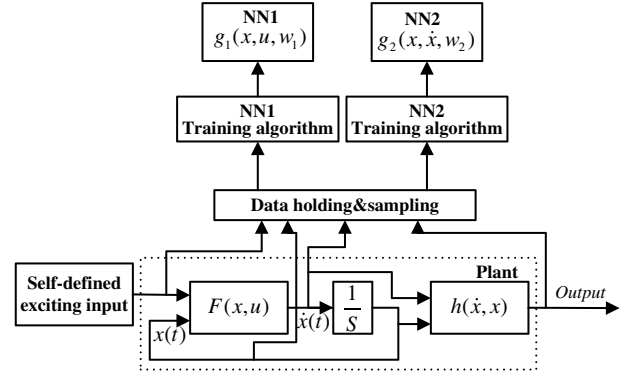 NN1
g₁(x,u,w₁)
NN2
g₂(x,ẋ,w₂)
NN1
Training algorithm
NN2
Training algorithm
Data holding&sampling
Self-defined
exciting input
Plant
F(x,u)
x(t)
ẋ(t)
1
S
h(ẋ,x)
Output